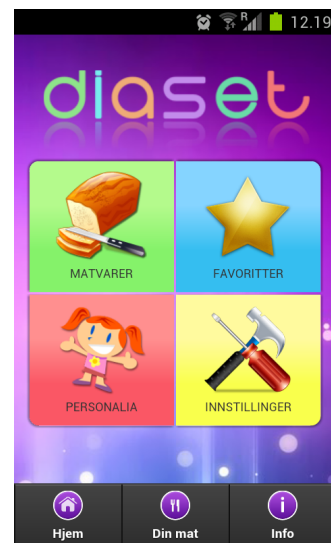 R 12.19
diaset
MATVARER FAVORITTER
PERSONALIA INNSTILLINGER
Hjem Din mat Info